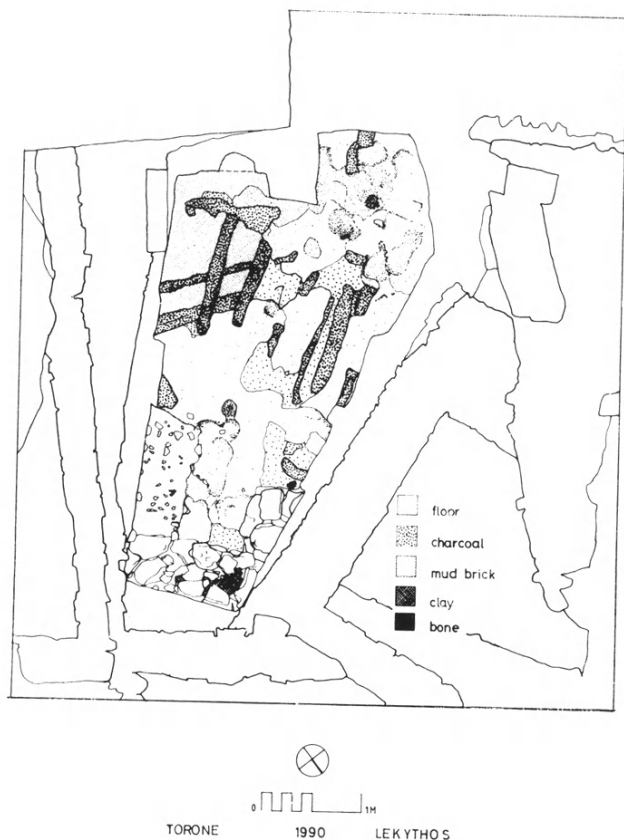 floor
charcoal
mud brick
clay
bone
0 1M
TORONE 1990 LEKYTHOS